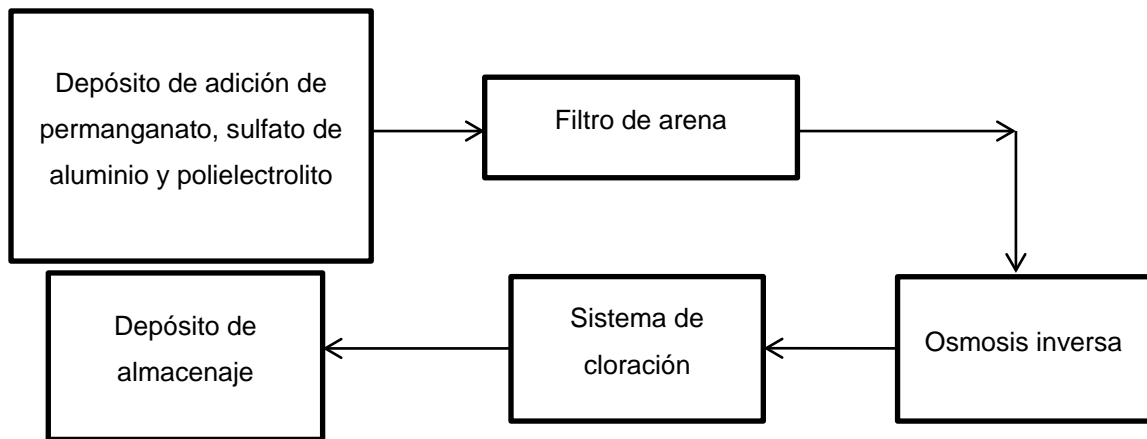 Depósito de adición de
permanganato, sulfato de
aluminio y polielectrolito
Filtro de arena
Osmosis inversa
Sistema de
cloración
Depósito de
almacenaje